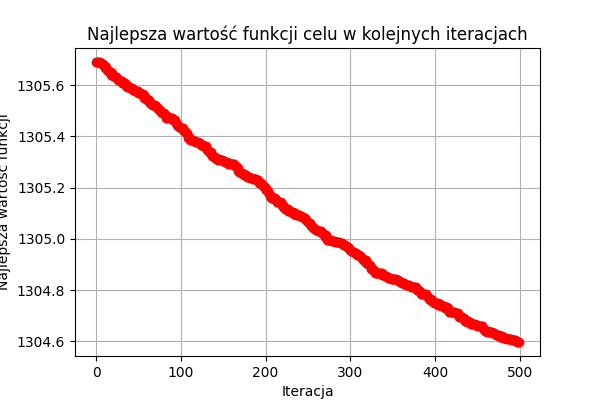 Najlepsza wartość funkcji celu w kolejnych iteracjach
Najlepsza wartość funkcji
1305.6
1305.4
1305.2
1305.0
1304.8
1304.6
0 100 200 300 400 500
Iteracja